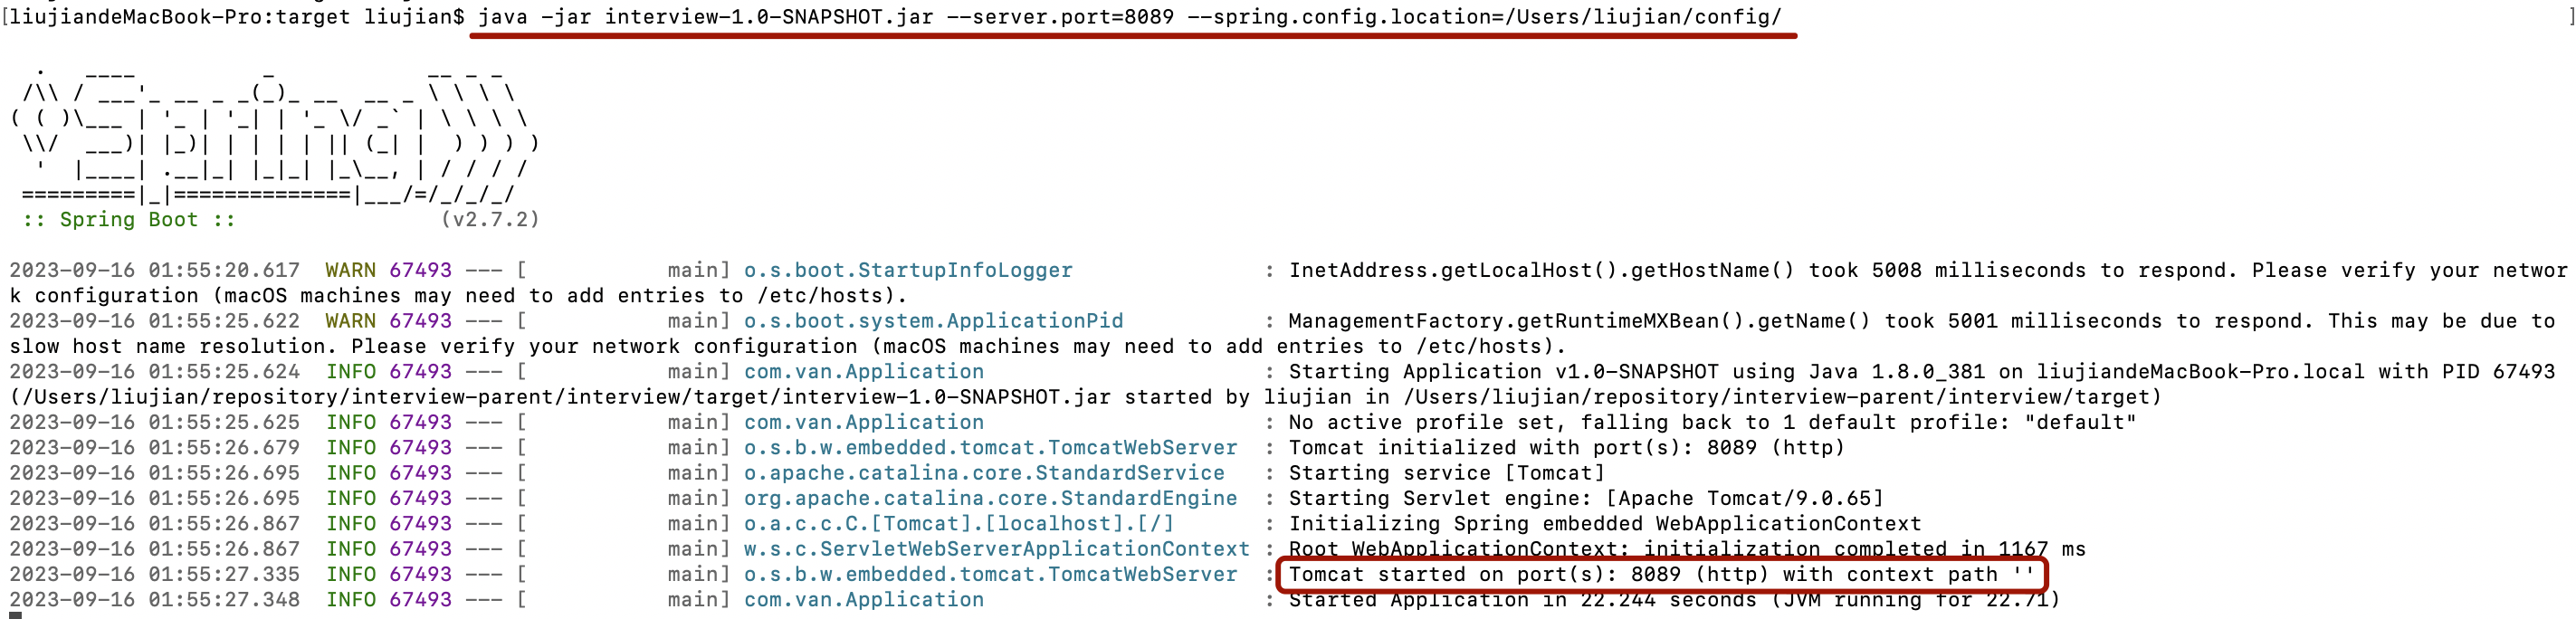 [liujiandeMacBook-Pro:target liujian$ java -jar interview-1.0-SNAPSHOT.jar --server.port=8089 --spring.config.location=/Users/liujian/config/ ]
  .   ____          _            __ _ _
 /\\ / ___'_ __ _ _(_)_ __  __ _ \ \ \ \
( ( )\___ | '_ | '_| | '_ \/ _` | \ \ \ \
 \\/  ___)| |_)| | | | | || (_| |  ) ) ) )
  '  |____| .__|_| |_|_| |_\__, | / / / /
 =========|_|==============|___/=/_/_/_/
 :: Spring Boot ::                (v2.7.2)
2023-09-16 01:55:20.617  WARN 67493 --- [           main] o.s.boot.StartupInfoLogger               : InetAddress.getLocalHost().getHostName() took 5008 milliseconds to respond. Please verify your networ
k configuration (macOS machines may need to add entries to /etc/hosts).
2023-09-16 01:55:25.622  WARN 67493 --- [           main] o.s.boot.system.ApplicationPid           : ManagementFactory.getRuntimeMXBean().getName() took 5001 milliseconds to respond. This may be due to
slow host name resolution. Please verify your network configuration (macOS machines may need to add entries to /etc/hosts).
2023-09-16 01:55:25.624  INFO 67493 --- [           main] com.van.Application                      : Starting Application v1.0-SNAPSHOT using Java 1.8.0_381 on liujiandeMacBook-Pro.local with PID 67493
(/Users/liujian/repository/interview-parent/interview/target/interview-1.0-SNAPSHOT.jar started by liujian in /Users/liujian/repository/interview-parent/interview/target)
2023-09-16 01:55:25.625  INFO 67493 --- [           main] com.van.Application                      : No active profile set, falling back to 1 default profile: "default"
2023-09-16 01:55:26.679  INFO 67493 --- [           main] o.s.b.w.embedded.tomcat.TomcatWebServer  : Tomcat initialized with port(s): 8089 (http)
2023-09-16 01:55:26.695  INFO 67493 --- [           main] o.apache.catalina.core.StandardService   : Starting service [Tomcat]
2023-09-16 01:55:26.695  INFO 67493 --- [           main] org.apache.catalina.core.StandardEngine  : Starting Servlet engine: [Apache Tomcat/9.0.65]
2023-09-16 01:55:26.867  INFO 67493 --- [           main] o.a.c.c.C.[Tomcat].[localhost].[/]       : Initializing Spring embedded WebApplicationContext
2023-09-16 01:55:26.867  INFO 67493 --- [           main] w.s.c.ServletWebServerApplicationContext : Root WebApplicationContext: initialization completed in 1167 ms
2023-09-16 01:55:27.335  INFO 67493 --- [           main] o.s.b.w.embedded.tomcat.TomcatWebServer  : Tomcat started on port(s): 8089 (http) with context path ''
2023-09-16 01:55:27.348  INFO 67493 --- [           main] com.van.Application                      : Started Application in 22.244 seconds (JVM running for 22.71)